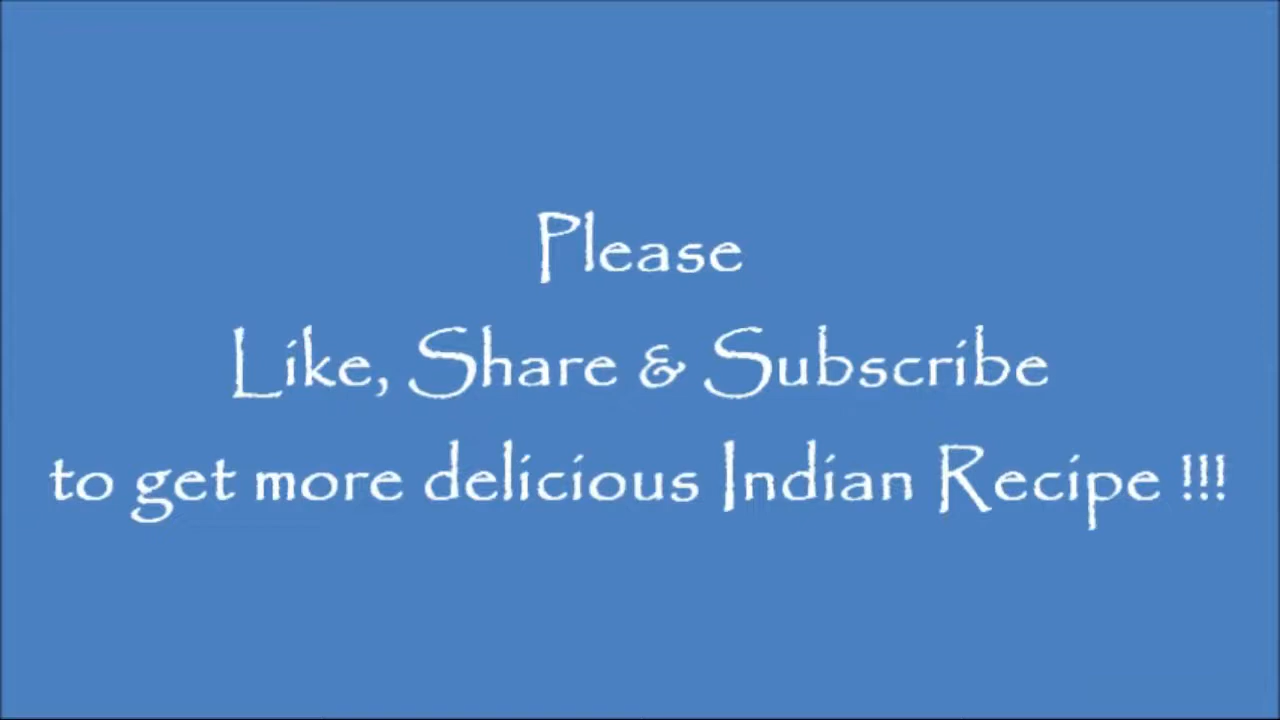 Please
Like, Share & Subscribe
to get more delicious Indian Recipe !!!